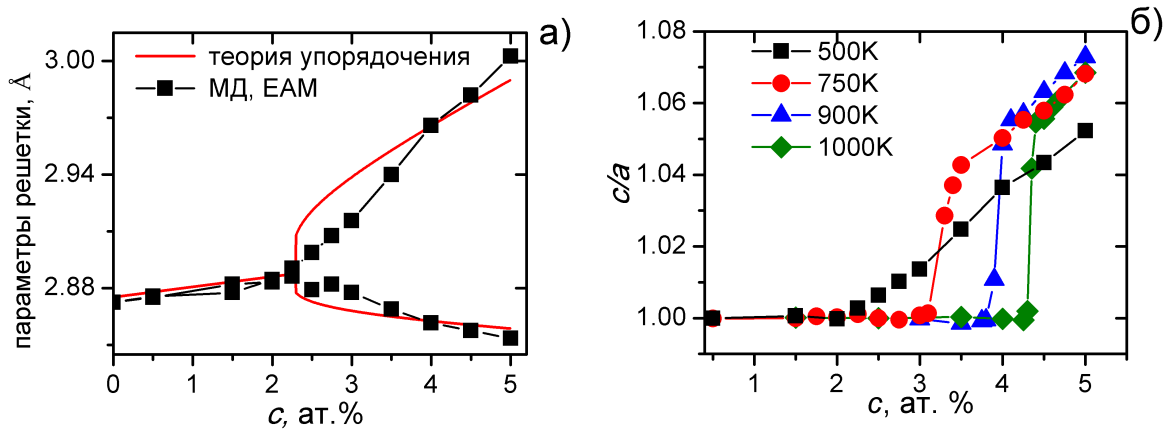 а)
теория упорядочения
МД, EAM
параметры решетки, Å
3.00
2.94
2.88
0 1 2 3 4 5
c, ат.%
б)
500K
750K
900K
1000K
c/a
1.08
1.06
1.04
1.02
1.00
1 2 3 4 5
c, ат. %